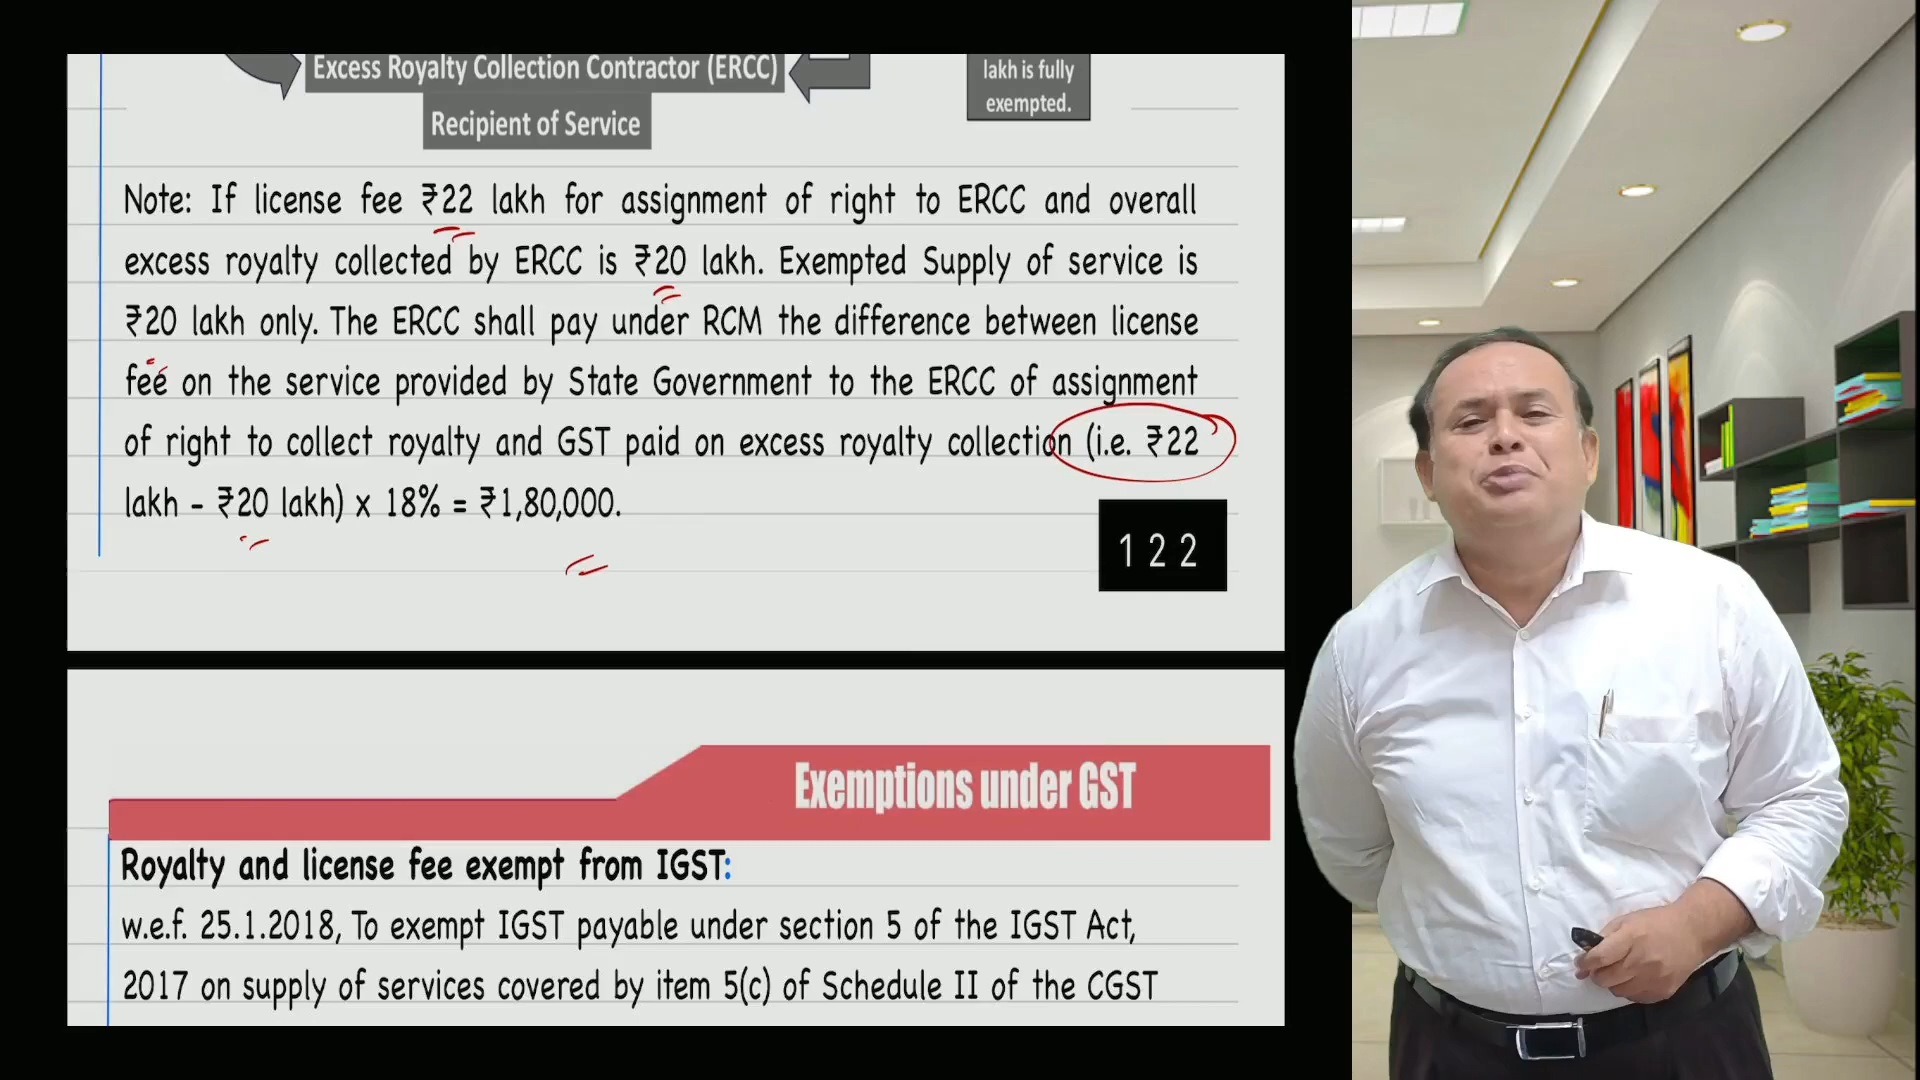 Excess Royalty Collection Contractor (ERCC)
Recipient of Service
lakh is fully
exempted.
Note: If license fee ₹22 lakh for assignment of right to ERCC and overall
excess royalty collected by ERCC is ₹20 lakh. Exempted Supply of service is
₹20 lakh only. The ERCC shall pay under RCM the difference between license
fee on the service provided by State Government to the ERCC of assignment
of right to collect royalty and GST paid on excess royalty collection (i.e. ₹22
lakh - ₹20 lakh) x 18% = ₹1,80,000.
122
Exemptions under GST
Royalty and license fee exempt from IGST:
w.e.f. 25.1.2018, To exempt IGST payable under section 5 of the IGST Act,
2017 on supply of services covered by item 5(c) of Schedule II of the CGST